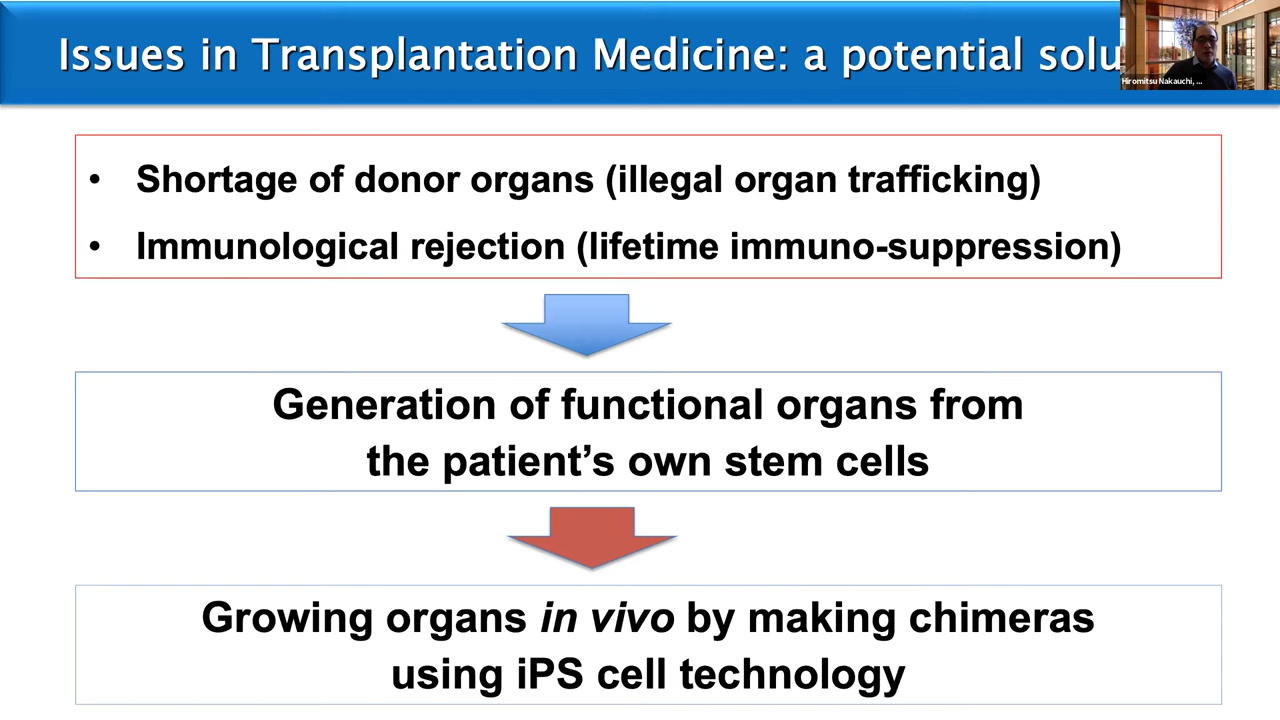 Issues in Transplantation Medicine: a potential solu
Hiromitsu Nakauchi, ...
• Shortage of donor organs (illegal organ trafficking)
• Immunological rejection (lifetime immuno-suppression)
Generation of functional organs from
the patient’s own stem cells
Growing organs in vivo by making chimeras
using iPS cell technology